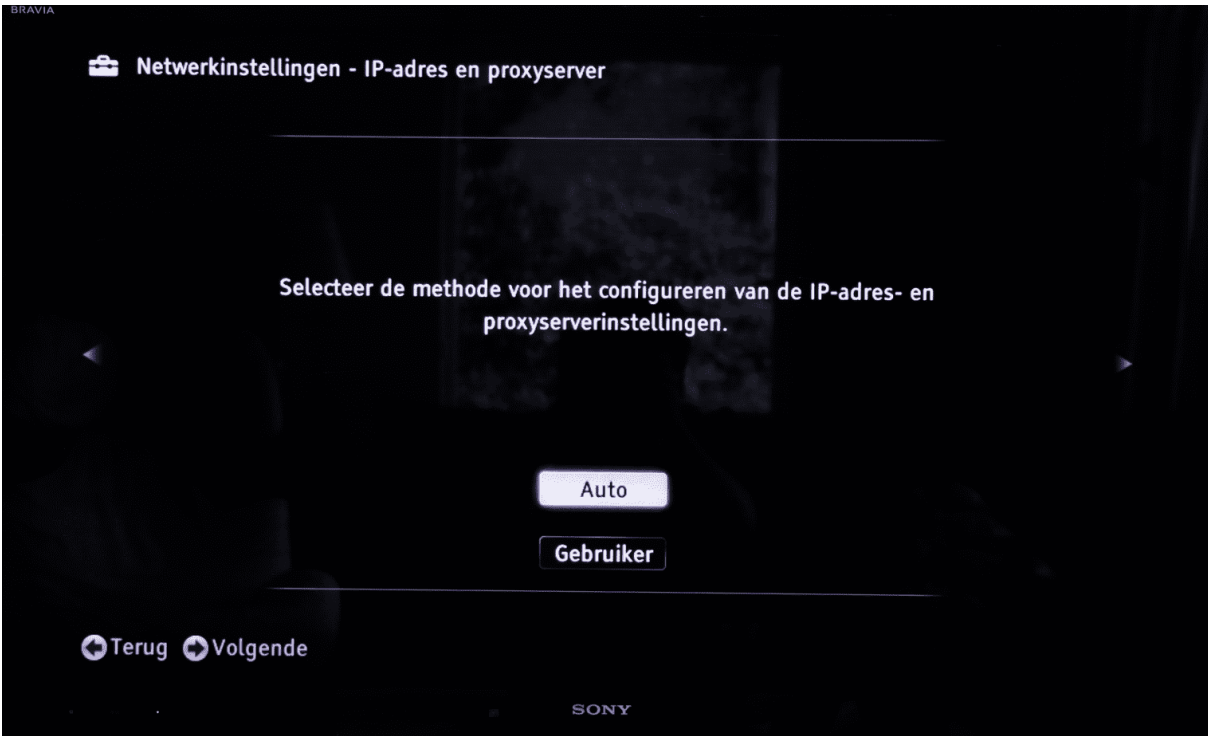 BRAVIA
Netwerkinstellingen - IP-adres en proxyserver
Selecteer de methode voor het configureren van de IP-adres- en
proxyserverinstellingen.
Auto
Gebruiker
Terug Volgende
SONY